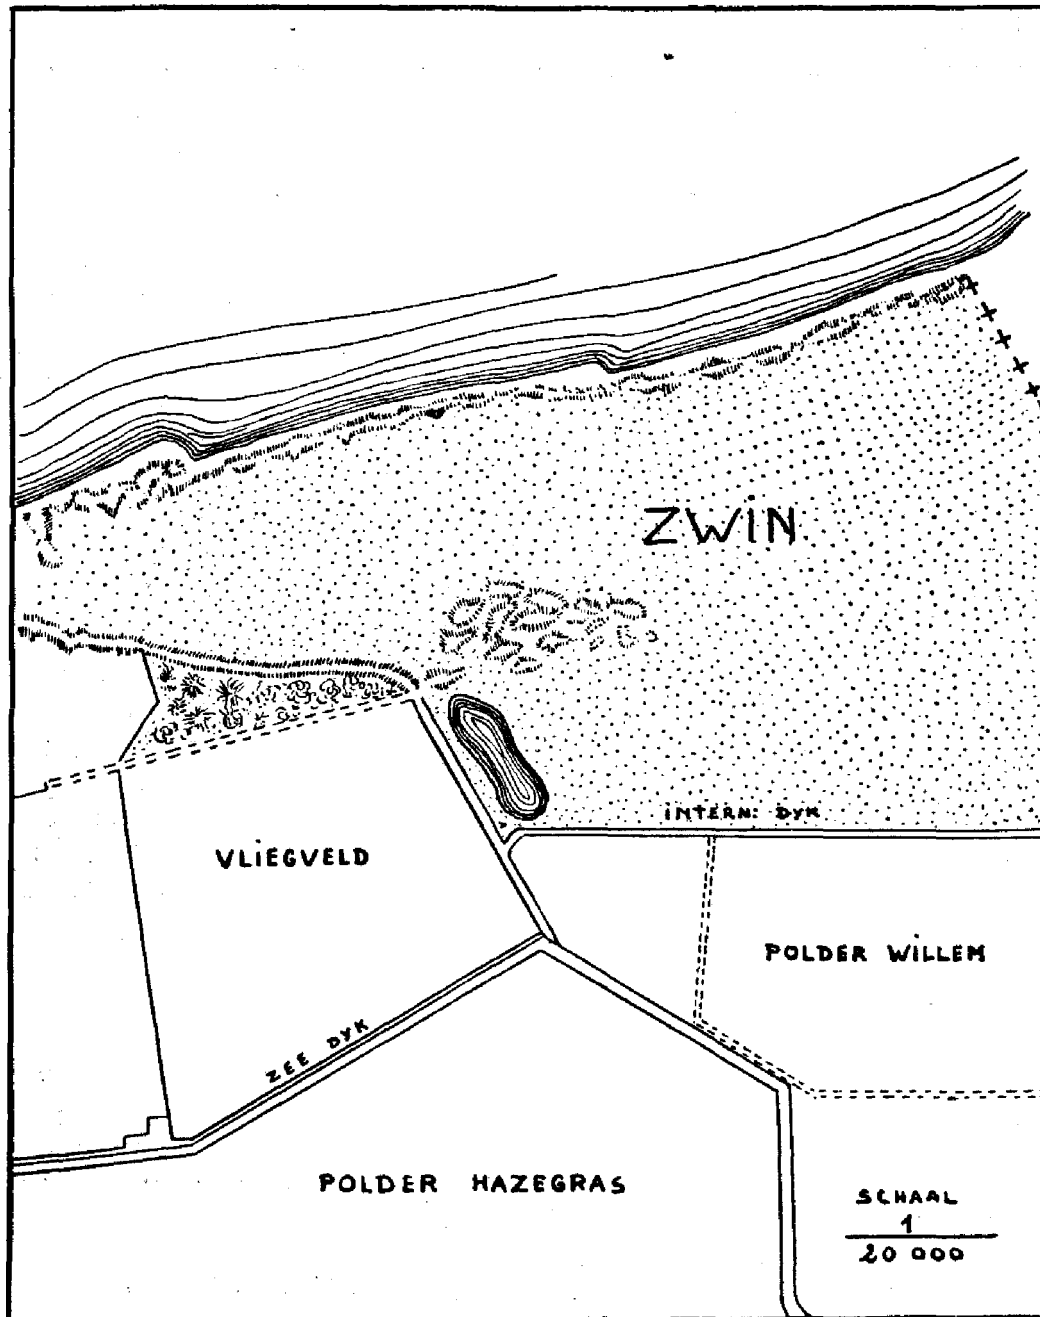 ZWIN
INTERN: DYK
VLIEGVELD
POLDER WILLEM
ZEE DYK
POLDER HAZEGRAS
SCHAAL
1
20 000